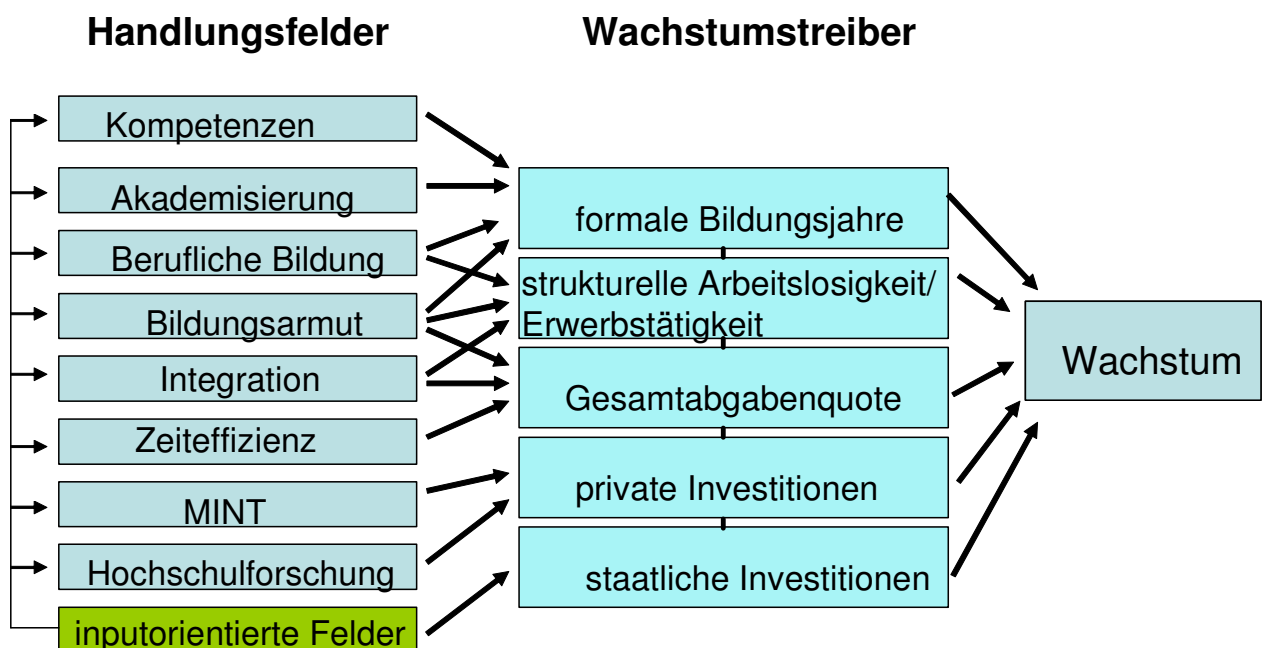 Handlungsfelder
Wachstumstreiber
Kompetenzen
Akademisierung
Berufliche Bildung
Bildungsarmut
Integration
Zeiteffizienz
MINT
Hochschulforschung
inputorientierte Felder
formale Bildungsjahre
strukturelle Arbeitslosigkeit/
Erwerbstätigkeit
Gesamtabgabenquote
private Investitionen
staatliche Investitionen
Wachstum